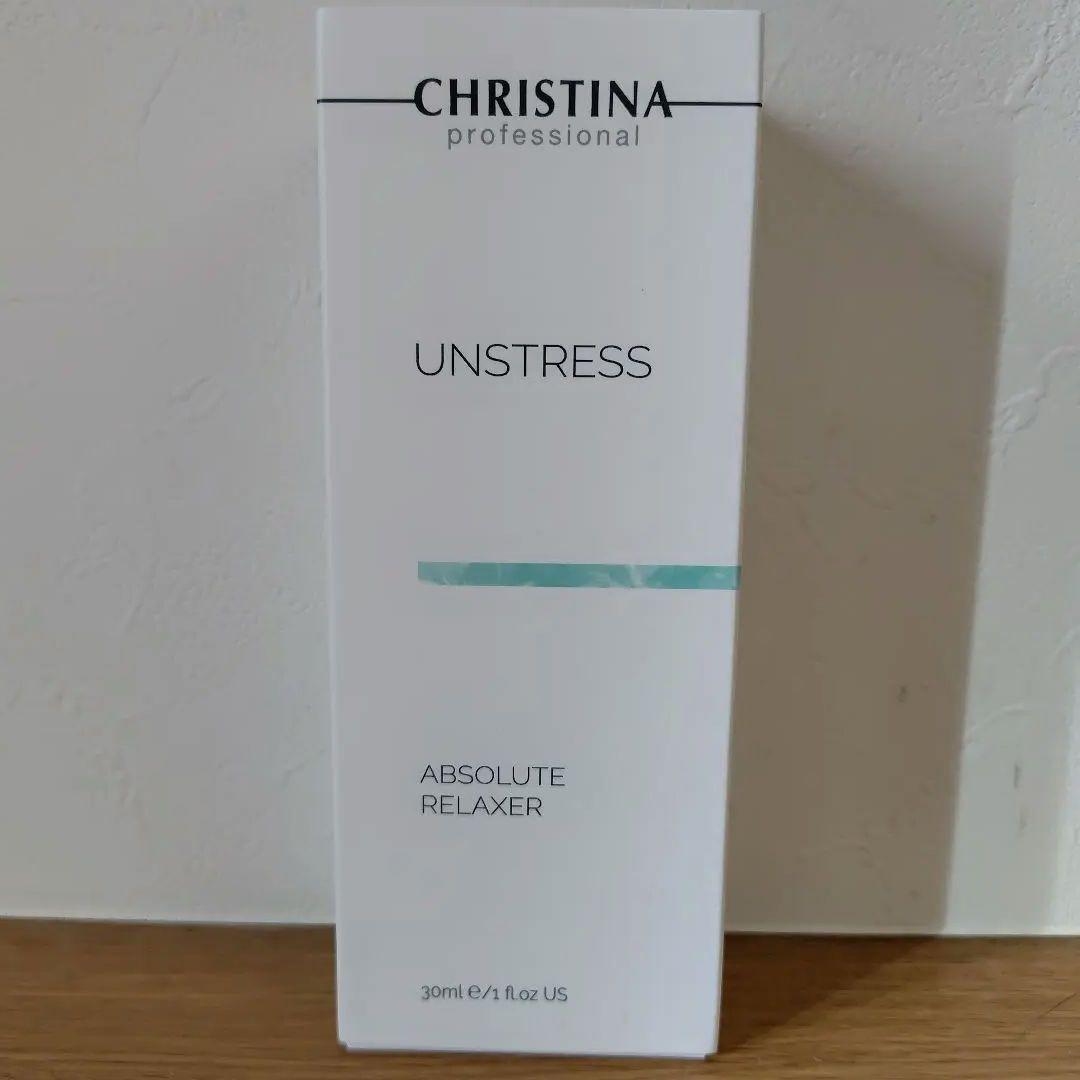 CHRISTINA
professional
UNSTRESS
ABSOLUTE
RELAXER
30ml ℮/1 fl.oz US